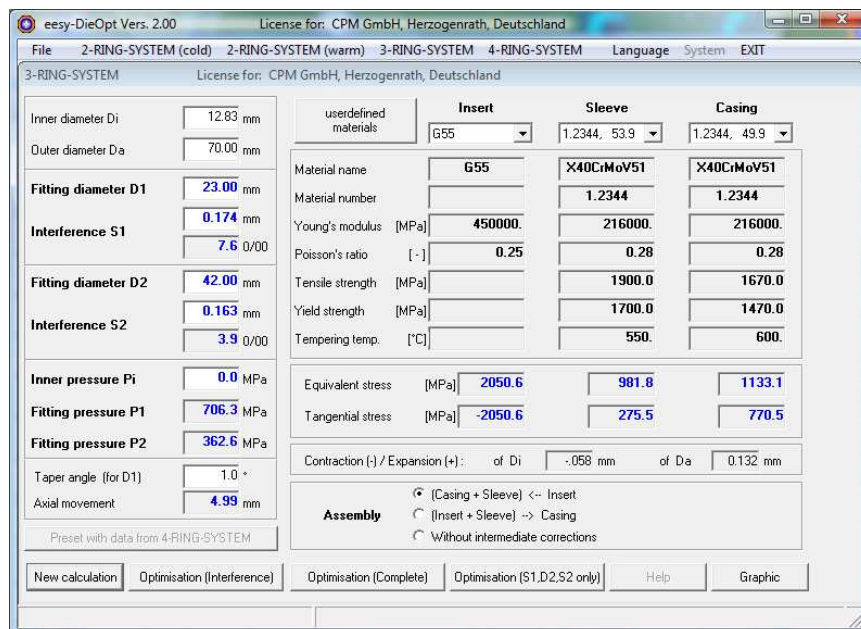 eesy-DieOpt Vers. 2.00 License for: CPM GmbH, Herzogenrath, Deutschland
File 2-RING-SYSTEM (cold) 2-RING-SYSTEM (warm) 3-RING-SYSTEM 4-RING-SYSTEM Language System EXIT
3-RING-SYSTEM License for: CPM GmbH, Herzogenrath, Deutschland
Inner diameter Di 12.83 mm
Outer diameter Da 70.00 mm
Fitting diameter D1 23.00 mm
Interference S1 0.174 mm
7.6 0/00
Fitting diameter D2 42.00 mm
Interference S2 0.163 mm
3.9 0/00
Inner pressure Pi 0.0 MPa
Fitting pressure P1 706.3 MPa
Fitting pressure P2 362.6 MPa
Taper angle (for D1) 1.0 °
Axial movement 4.99 mm
Preset with data from 4-RING-SYSTEM
userdefined
materials
Insert Sleeve Casing
G55 1.2344, 53.9 1.2344, 49.9
Material name G55 X40CrMoV51 X40CrMoV51
Material number 1.2344 1.2344
Young's modulus [MPa] 450000. 216000. 216000.
Poisson's ratio [-] 0.25 0.28 0.28
Tensile strength [MPa] 1900.0 1670.0
Yield strength [MPa] 1700.0 1470.0
Tempering temp. [°C] 550. 600.
Equivalent stress [MPa] 2050.6 981.8 1133.1
Tangential stress [MPa] -2050.6 275.5 770.5
Contraction (-) / Expansion (+) : of Di -.058 mm of Da 0.132 mm
Assembly
(Casing + Sleeve) <-- Insert
(Insert + Sleeve) --> Casing
Without intermediate corrections
New calculation Optimisation (Interference) Optimisation (Complete) Optimisation (S1,D2,S2 only) Help Graphic